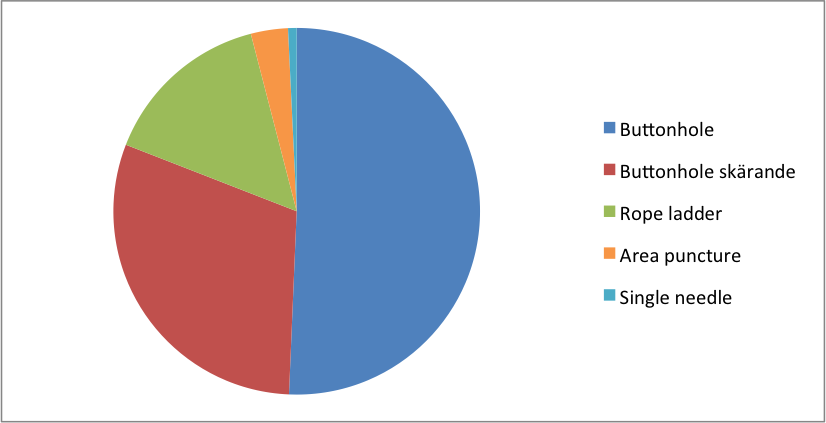 Buttonhole
Buttonhole skärande
Rope ladder
Area puncture
Single needle